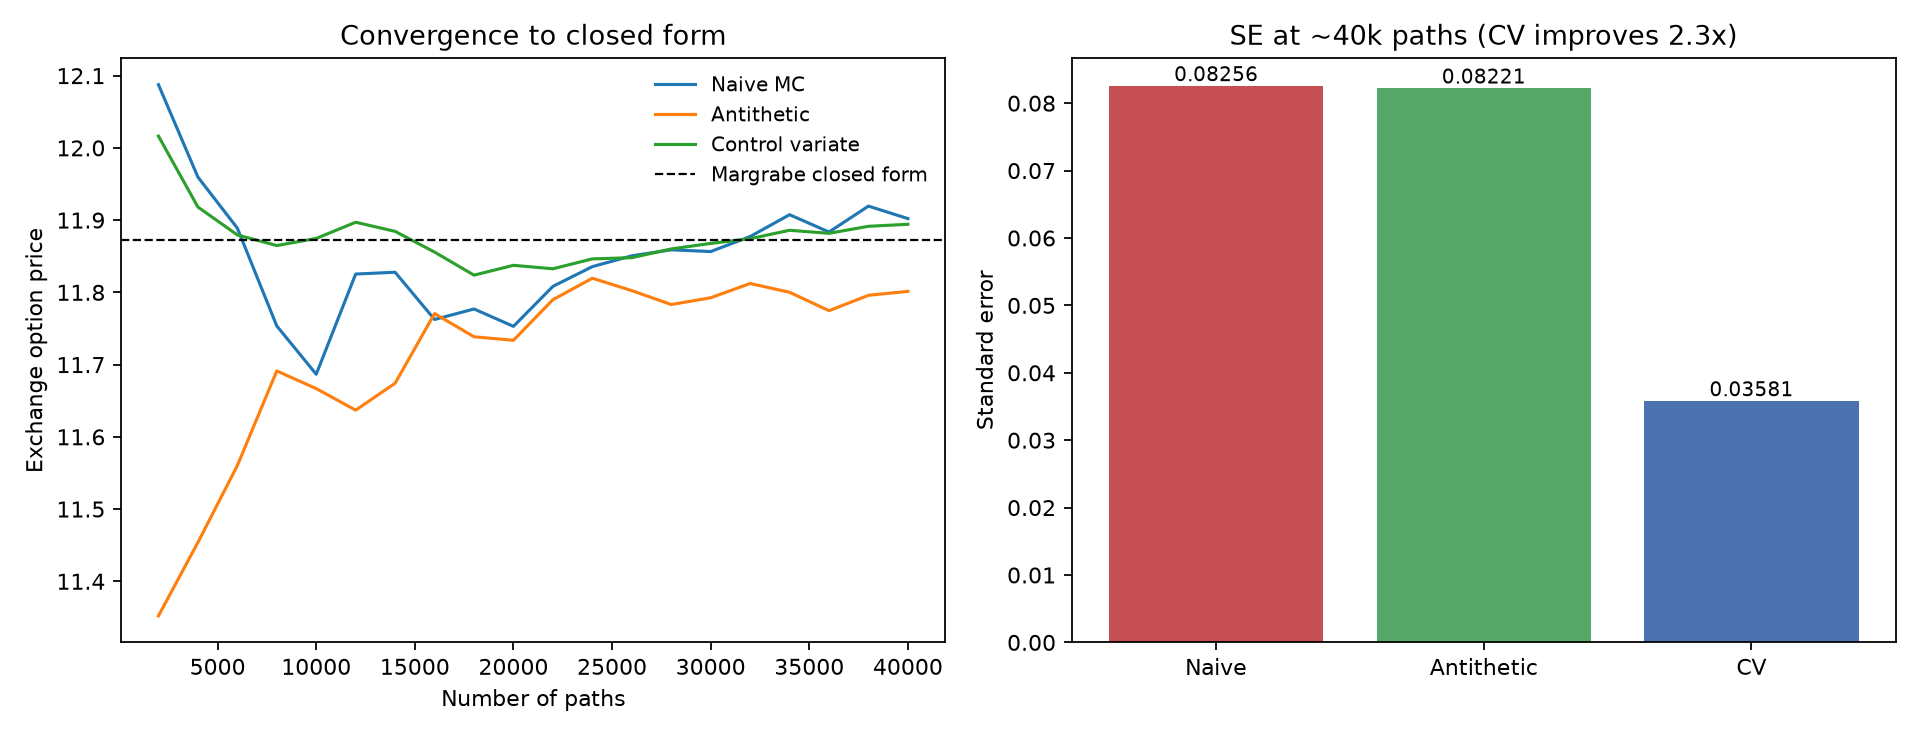 Convergence to closed form
Exchange option price
12.1
12.0
11.9
11.8
11.7
11.6
11.5
11.4
Naive MC
Antithetic
Control variate
Margrabe closed form
5000 10000 15000 20000 25000 30000 35000 40000
Number of paths
SE at ~40k paths (CV improves 2.3x)
Standard error
0.08
0.07
0.06
0.05
0.04
0.03
0.02
0.01
0.00
0.08256
0.08221
0.03581
Naive Antithetic CV